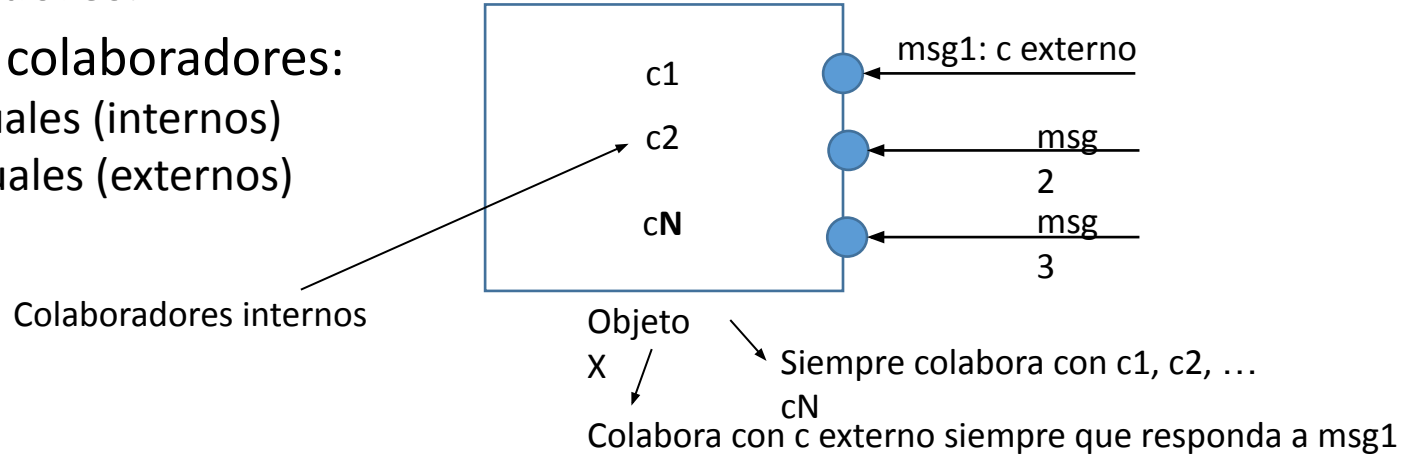 colaboradores:
uales (internos)
uales (externos)
c1
c2
cN
msg1: c externo
msg
2
msg
3
Colaboradores internos
Objeto
X
Siempre colabora con c1, c2, …
cN
Colabora con c externo siempre que responda a msg1